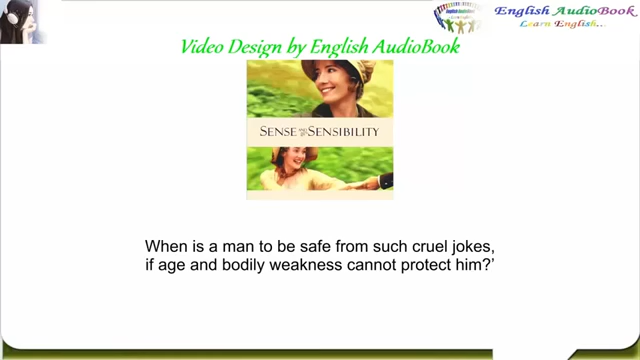 English AudioBook
Learn English...
Video Design by English AudioBook
SENSE AND SENSIBILITY
When is a man to be safe from such cruel jokes,
if age and bodily weakness cannot protect him?’